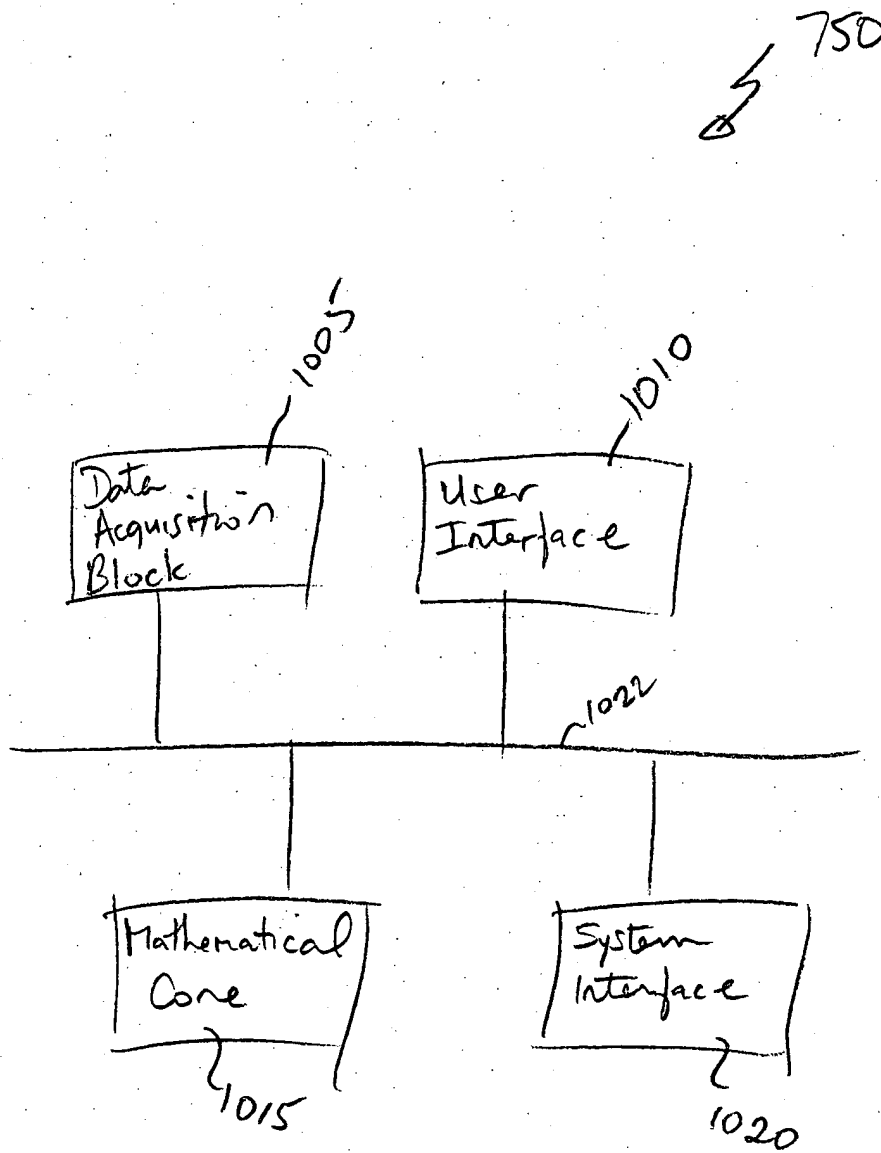 750
1005
1010
Data
Acquisition
Block
User
Interface
1022
Mathematical
Core
System
Interface
1015
1020